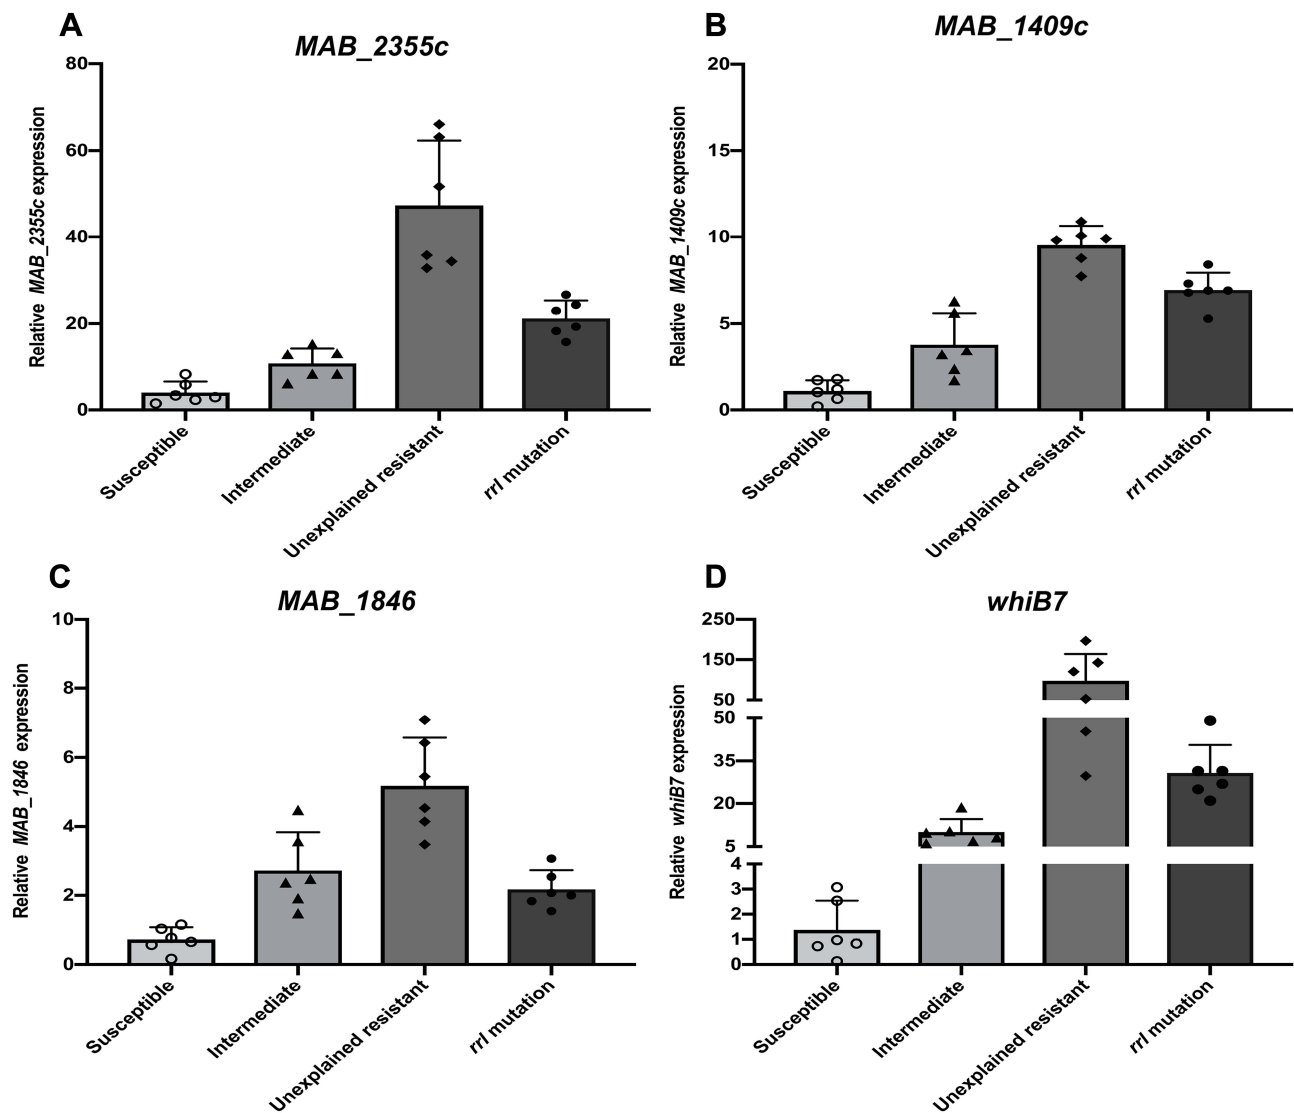 A
MAB_2355c
Relative MAB_2355c expression
80
60
40
20
0
Susceptible
Intermediate
Unexplained resistant
rrl mutation
B
MAB_1409c
Relative MAB_1409c expression
20
15
10
5
0
Susceptible
Intermediate
Unexplained resistant
rrl mutation
C
MAB_1846
Relative MAB_1846 expression
10
8
6
4
2
0
Susceptible
Intermediate
Unexplained resistant
rrl mutation
D
whiB7
Relative whiB7 expression
250
150
50
50
35
20
5
4
3
2
1
0
Susceptible
Intermediate
Unexplained resistant
rrl mutation